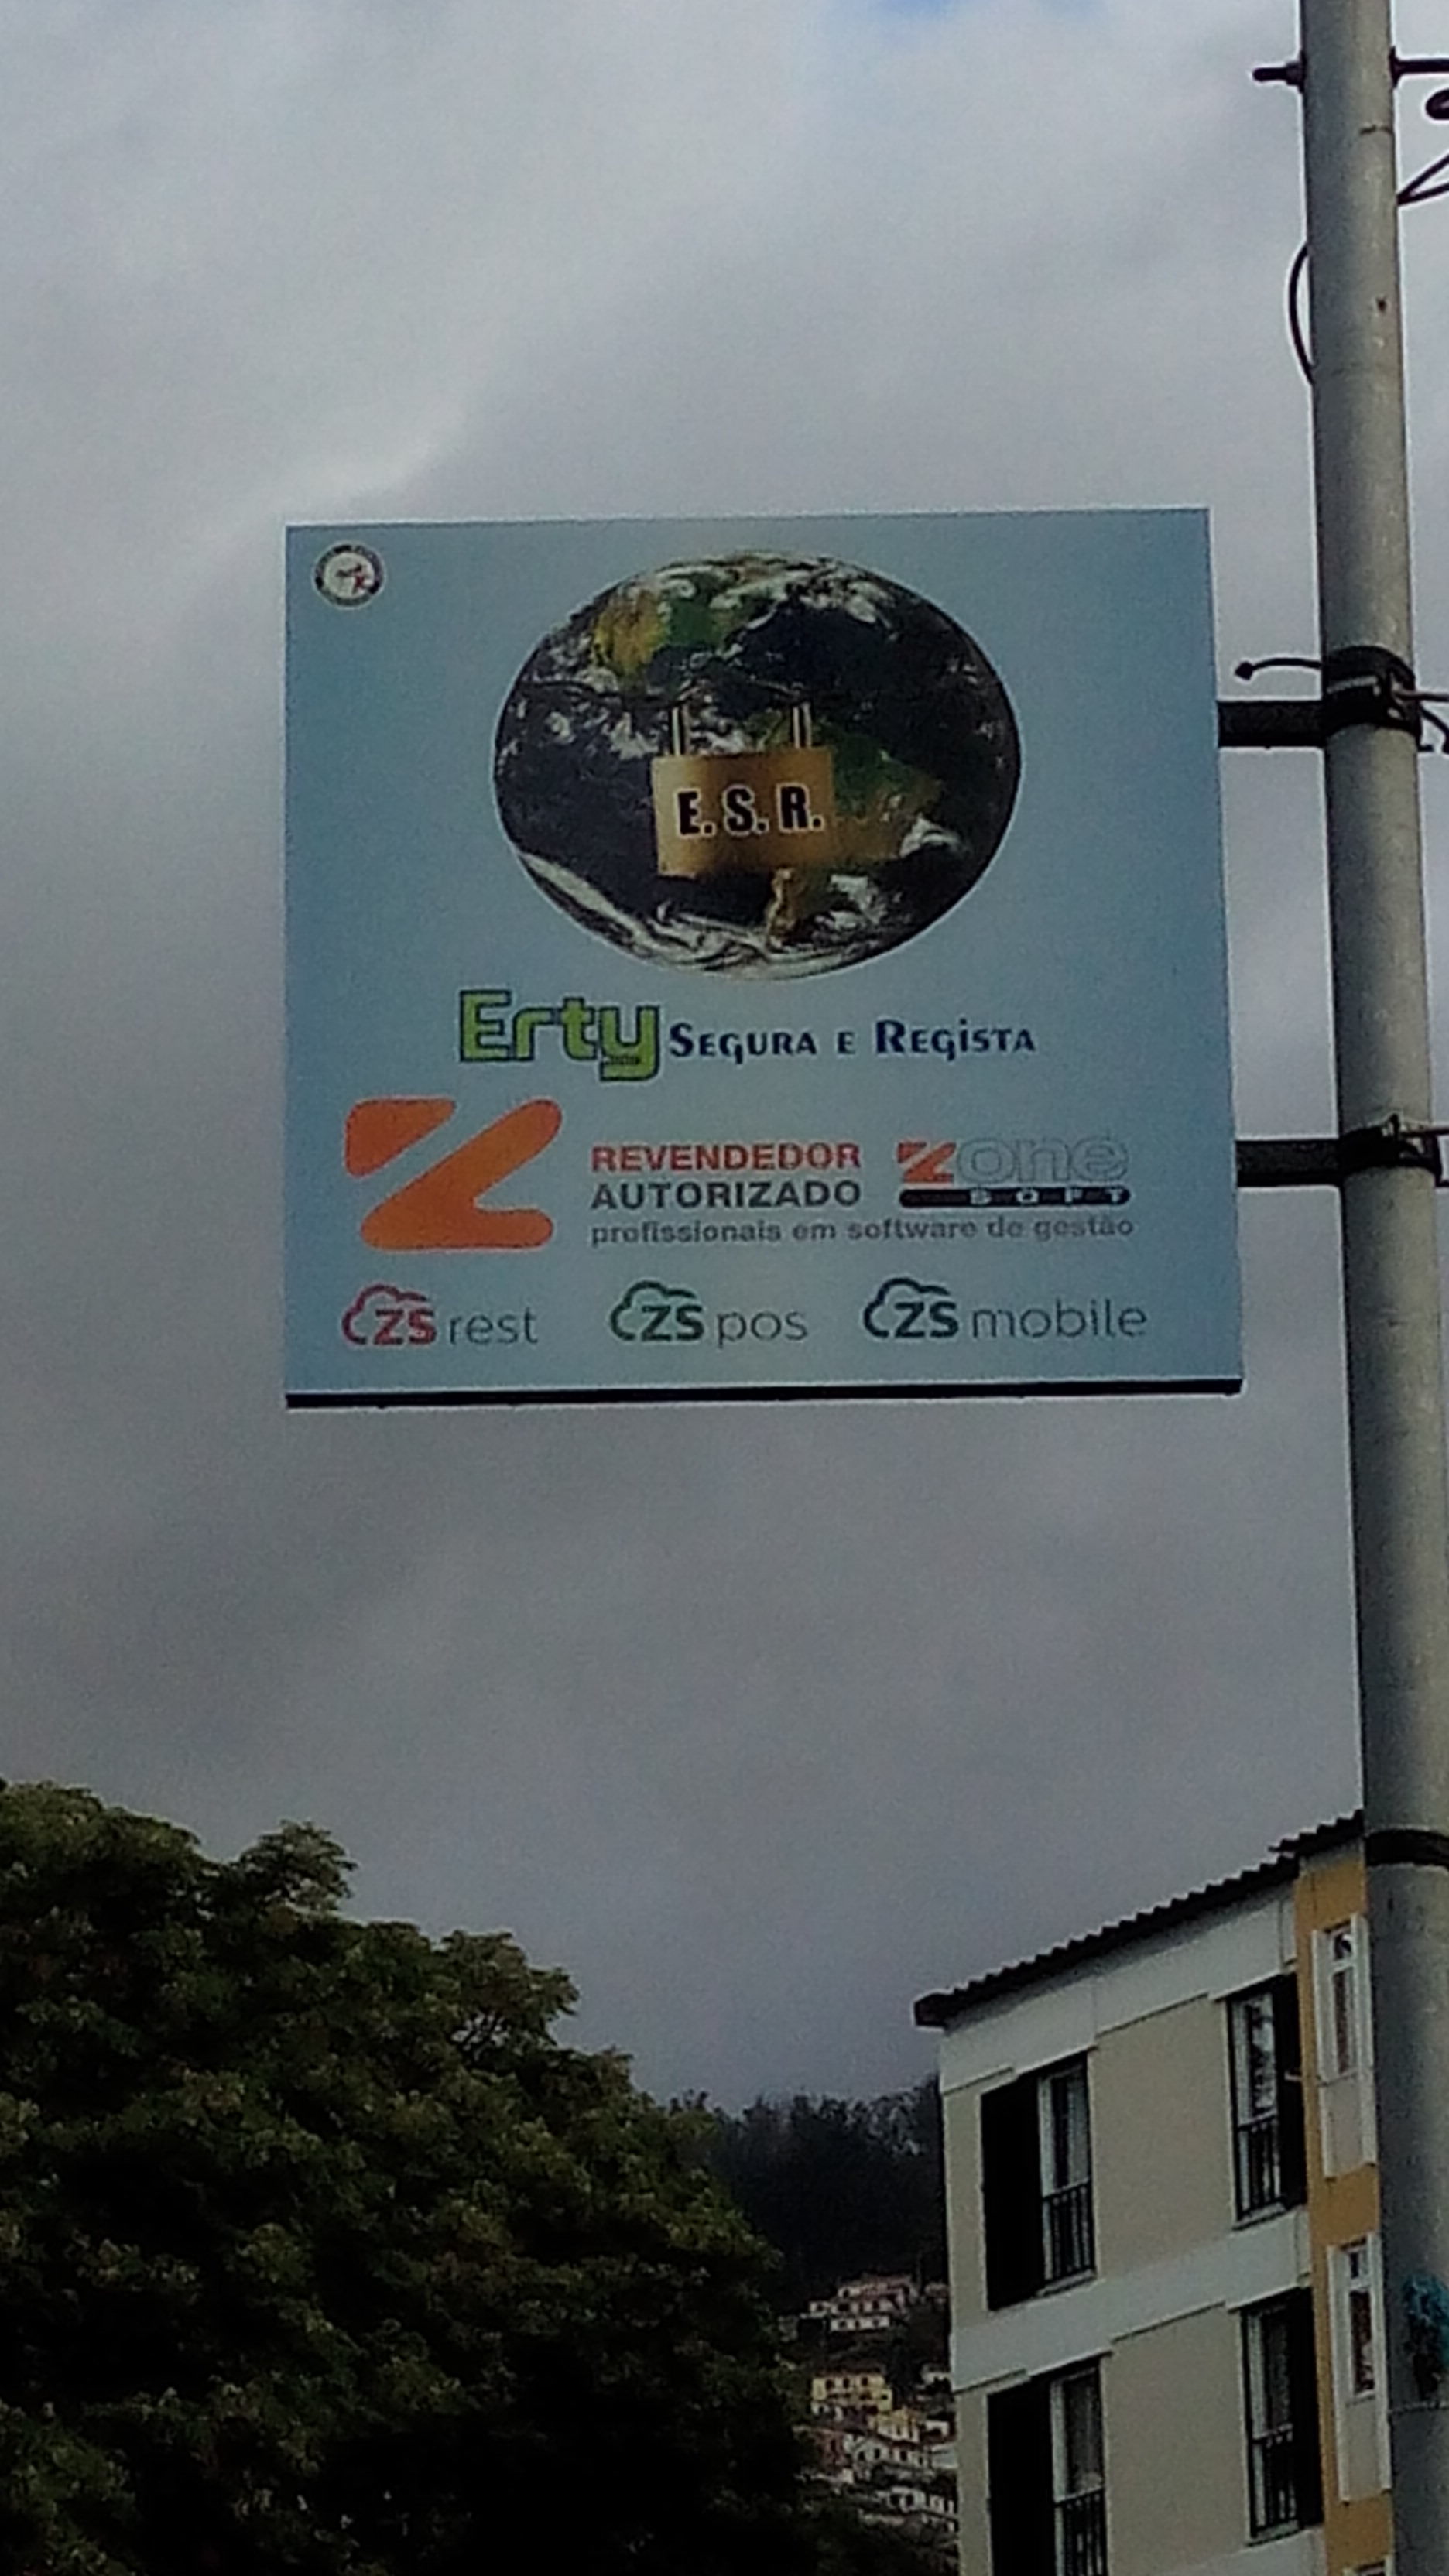 E. S. R.
Erty Segura e Regista
REVENDEDOR
AUTORIZADO
zone
SOFT
profissionais em software de gestão
ZS rest
ZS pos
ZS mobile